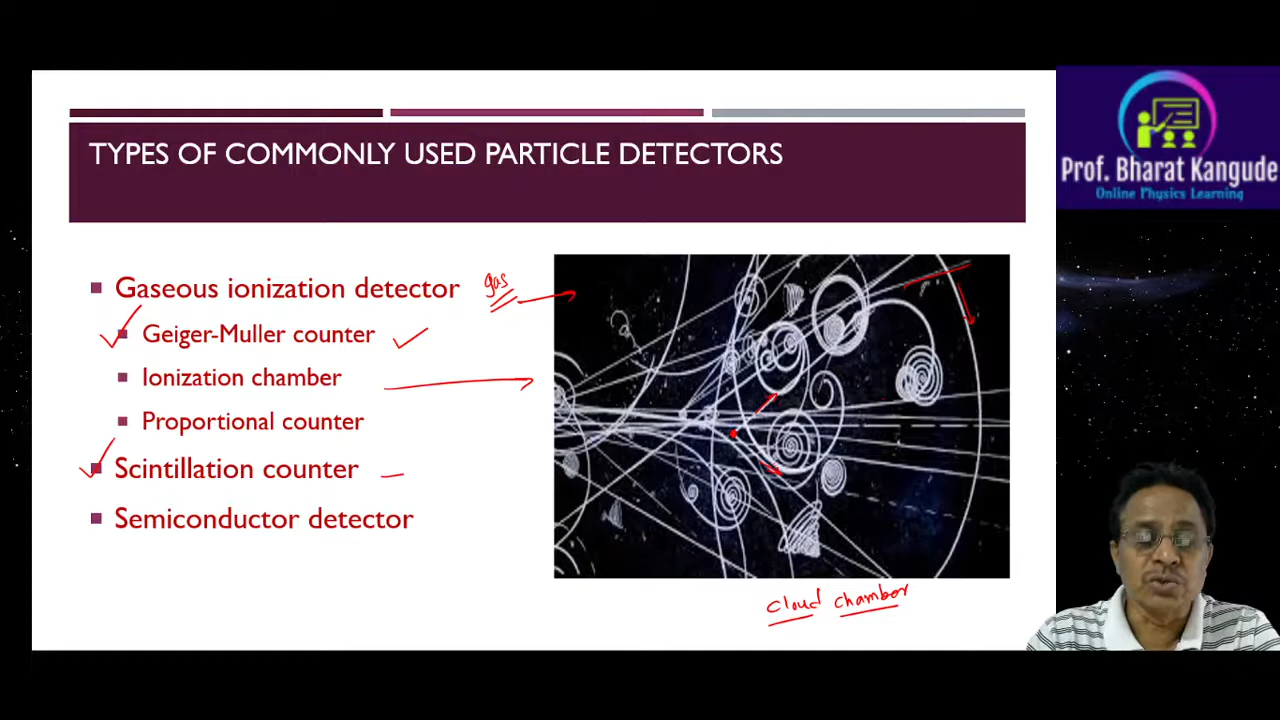 TYPES OF COMMONLY USED PARTICLE DETECTORS
Prof. Bharat Kangude
Online Physics Learning
Gaseous ionization detector gas
Geiger-Muller counter
Ionization chamber
Proportional counter
Scintillation counter
Semiconductor detector
cloud chamber